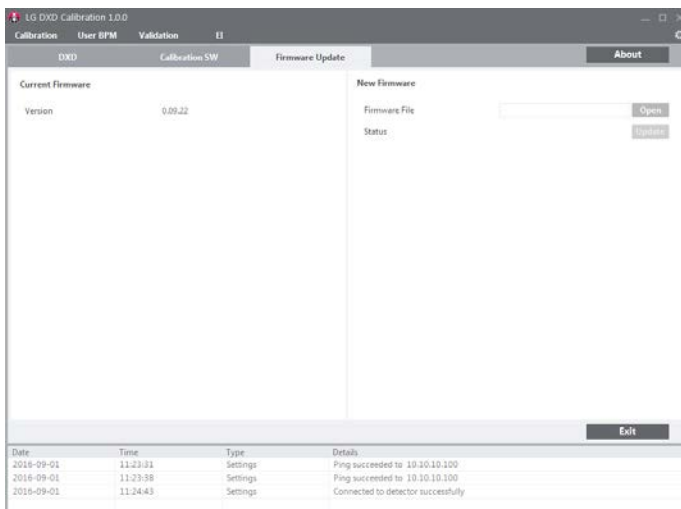 LG DXD Calibration 1.0.0
Calibration User BPM Validation EI
DXD Calibration SW Firmware Update About
Current Firmware
Version 0.09.22
New Firmware
Firmware File Open
Status Update
Exit
Date Time Type Details
2016-09-01 11:23:31 Settings Ping succeeded to 10.10.10.100
2016-09-01 11:23:38 Settings Ping succeeded to 10.10.10.100
2016-09-01 11:24:43 Settings Connected to detector successfully